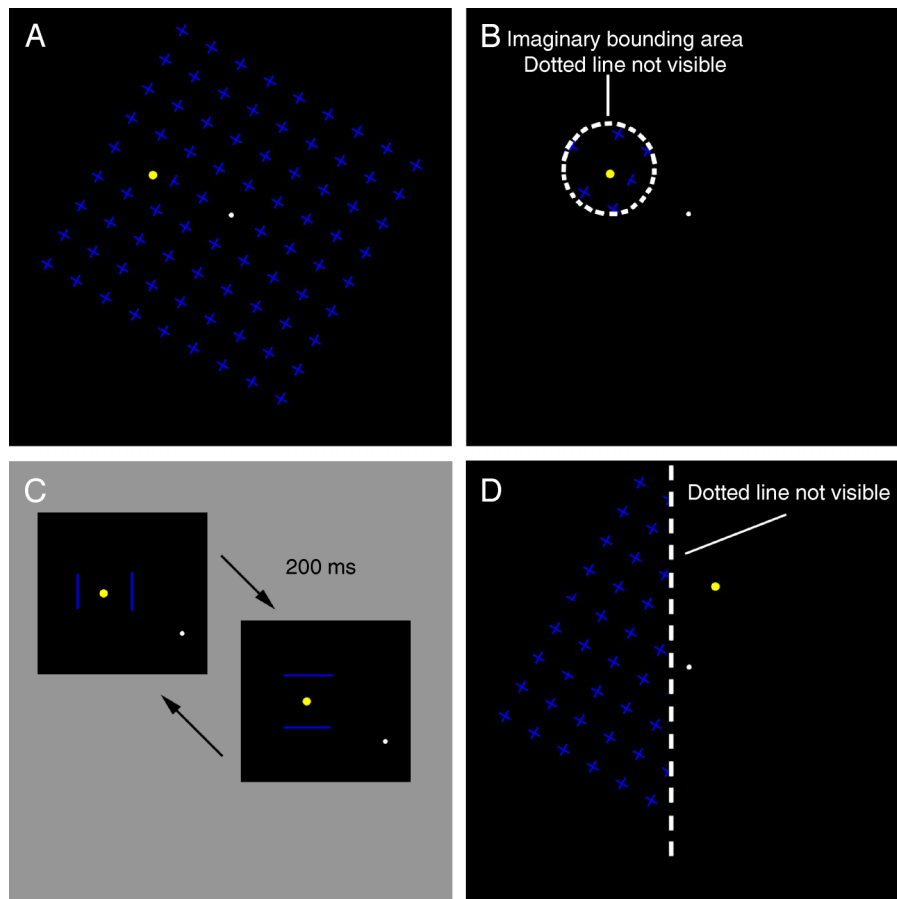 A
B
Imaginary bounding area
Dotted line not visible
C
200 ms
D
Dotted line not visible